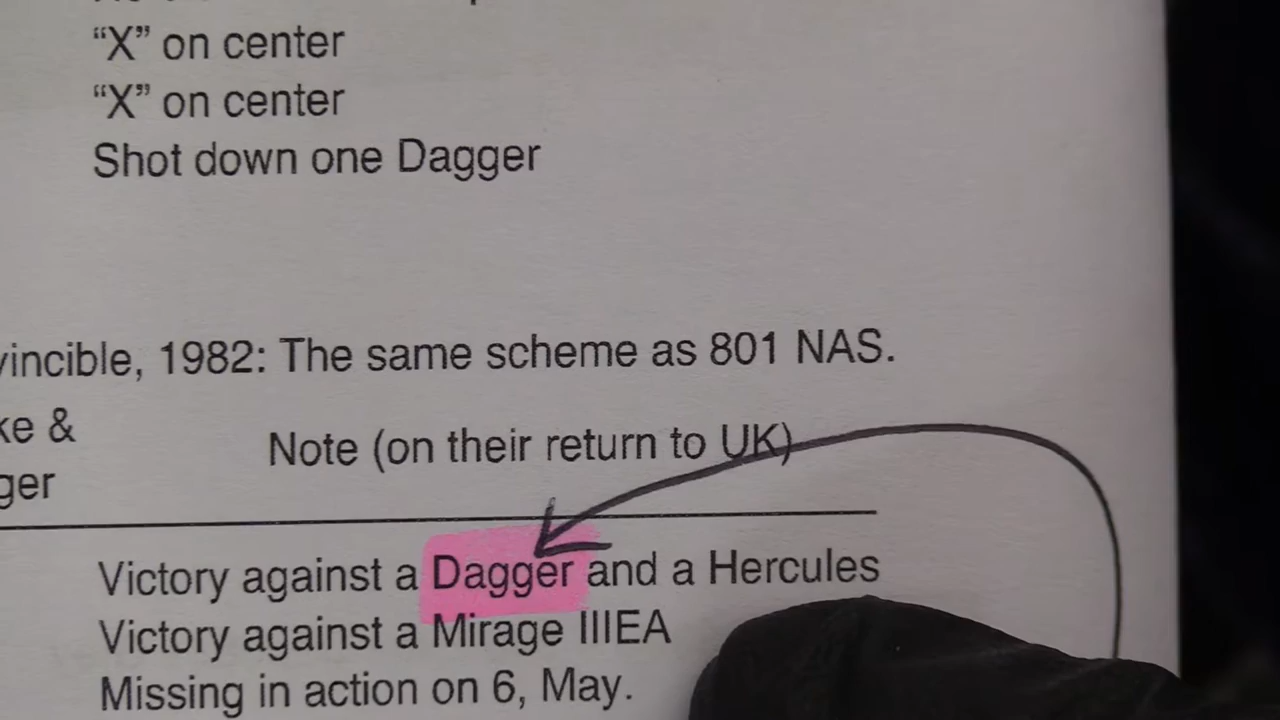 “X” on center
“X” on center
Shot down one Dagger
vincible, 1982: The same scheme as 801 NAS.
ke &
Note (on their return to UK)
ger
Victory against a Dagger and a Hercules
Victory against a Mirage IIIEA
Missing in action on 6, May.